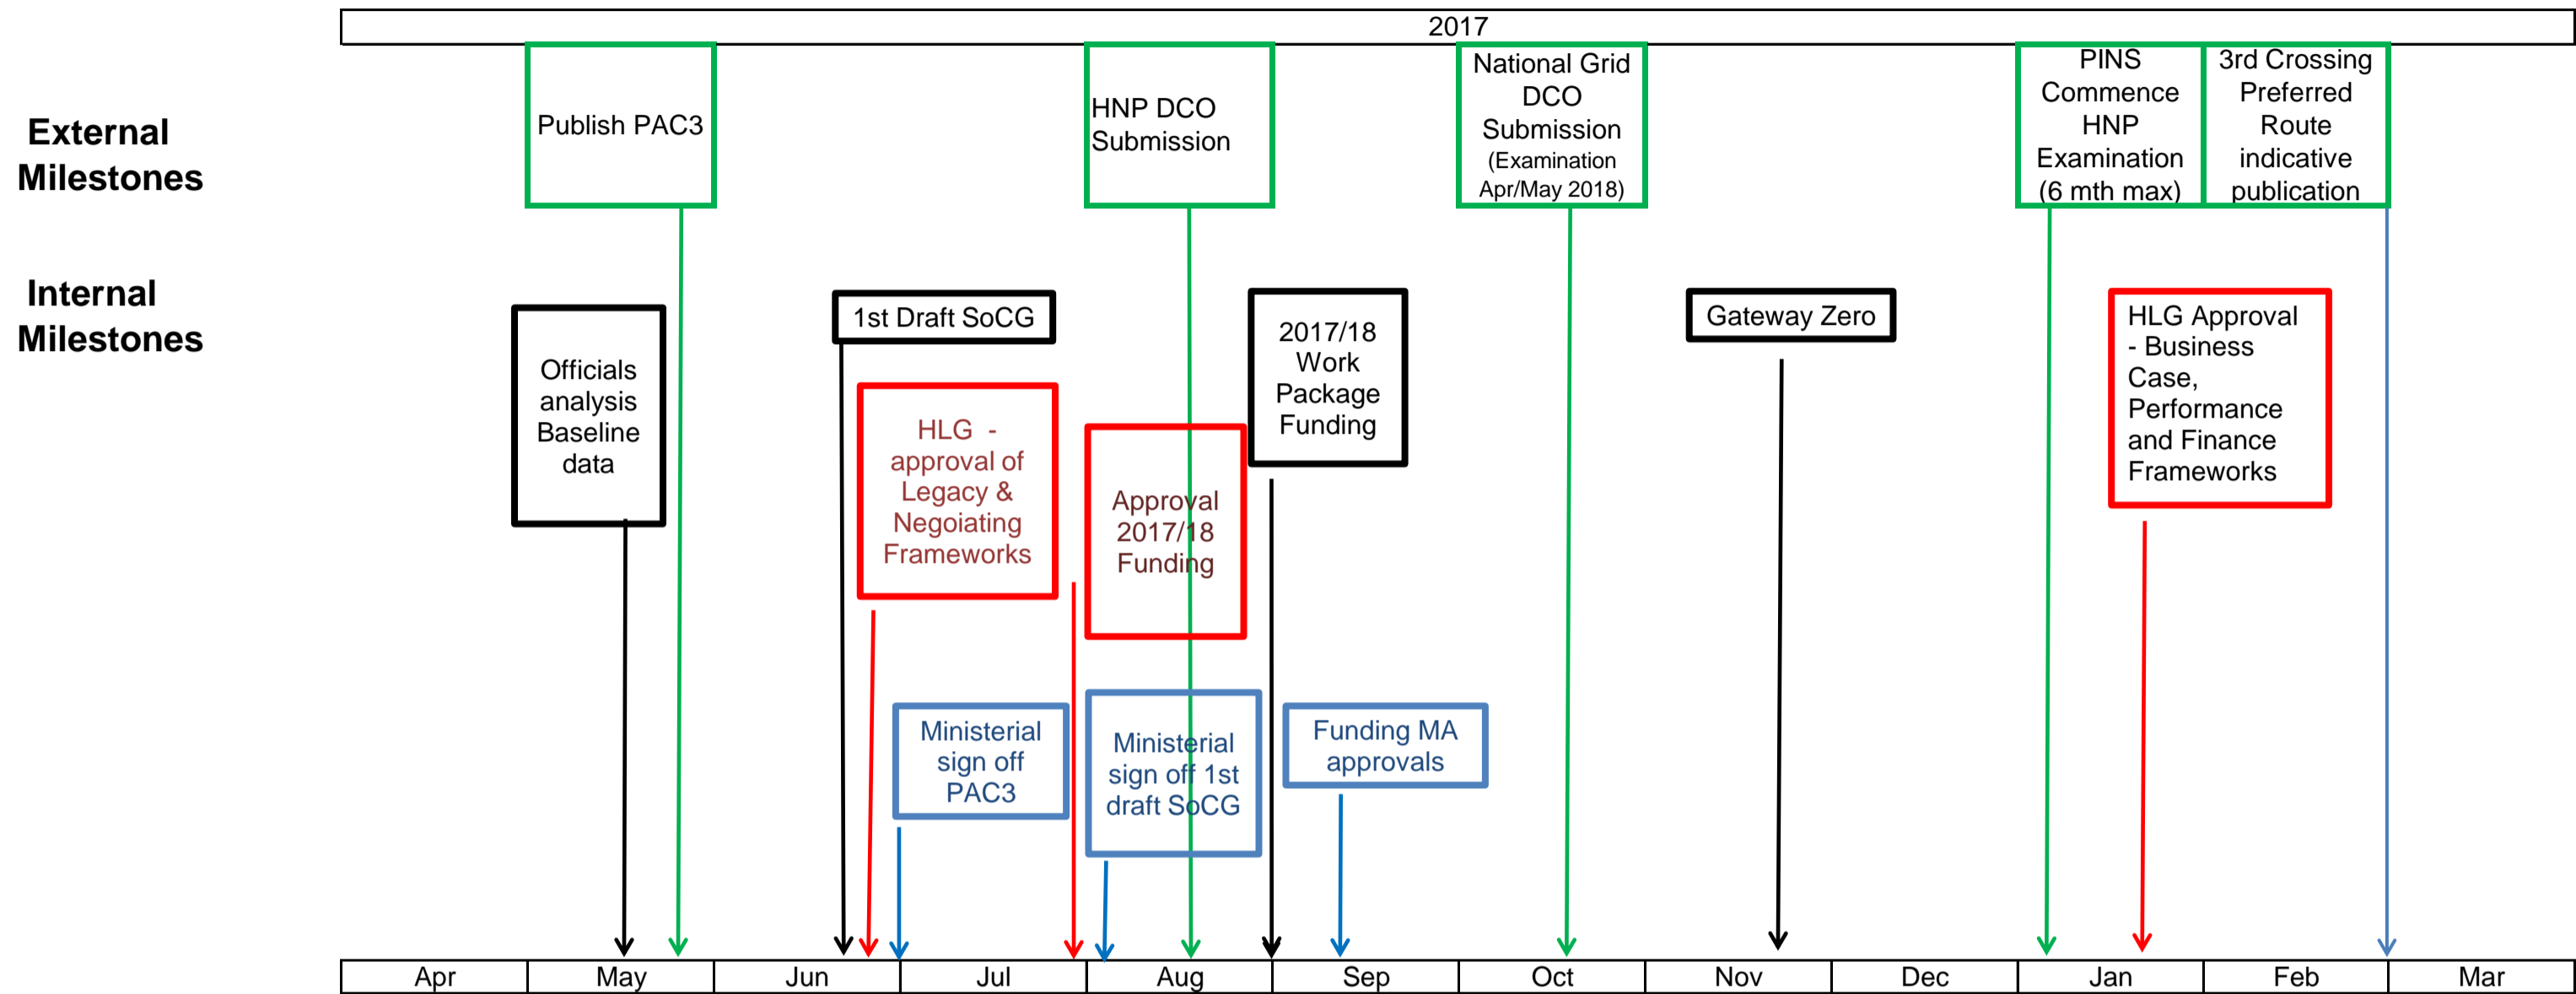 2017
External
Milestones
Publish PAC3
HNP DCO
Submission
National Grid
DCO
Submission
(Examination
Apr/May 2018)
PINS
Commence
HNP
Examination
(6 mth max)
3rd Crossing
Preferred
Route
indicative
publication
Internal
Milestones
Officials
analysis
Baseline
data
1st Draft SoCG
HLG -
approval of
Legacy &
Negoiating
Frameworks
Approval
2017/18
Funding
2017/18
Work
Package
Funding
Gateway Zero
HLG Approval
- Business
Case,
Performance
and Finance
Frameworks
Ministerial
sign off
PAC3
Ministerial
sign off 1st
draft SoCG
Funding MA
approvals
Apr May Jun Jul Aug Sep Oct Nov Dec Jan Feb Mar